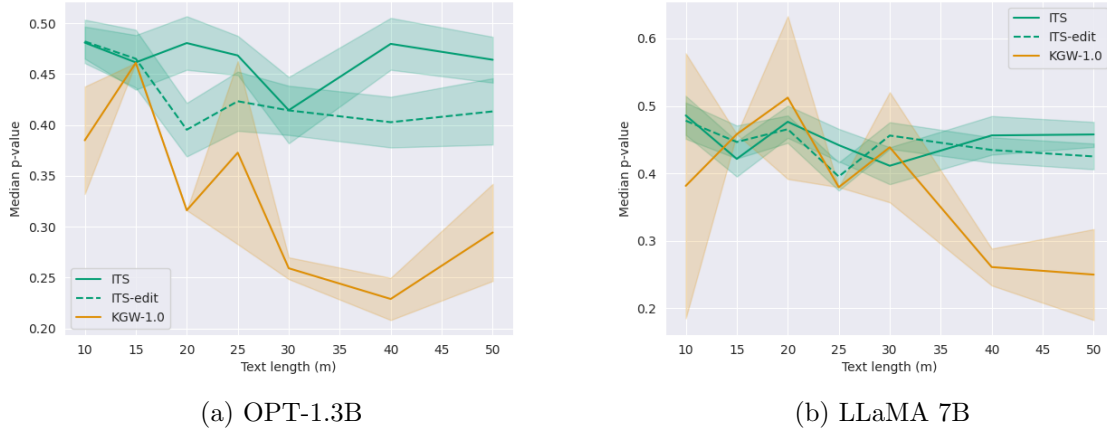 0.50
0.45
0.40
0.35
0.30
0.25
0.20
Median p-value
ITS
ITS-edit
KGW-1.0
10 15 20 25 30 35 40 45 50
Text length (m)
(a) OPT-1.3B
0.6
0.5
0.4
0.3
0.2
Median p-value
ITS
ITS-edit
KGW-1.0
10 15 20 25 30 35 40 45 50
Text length (m)
(b) LLaMA 7B